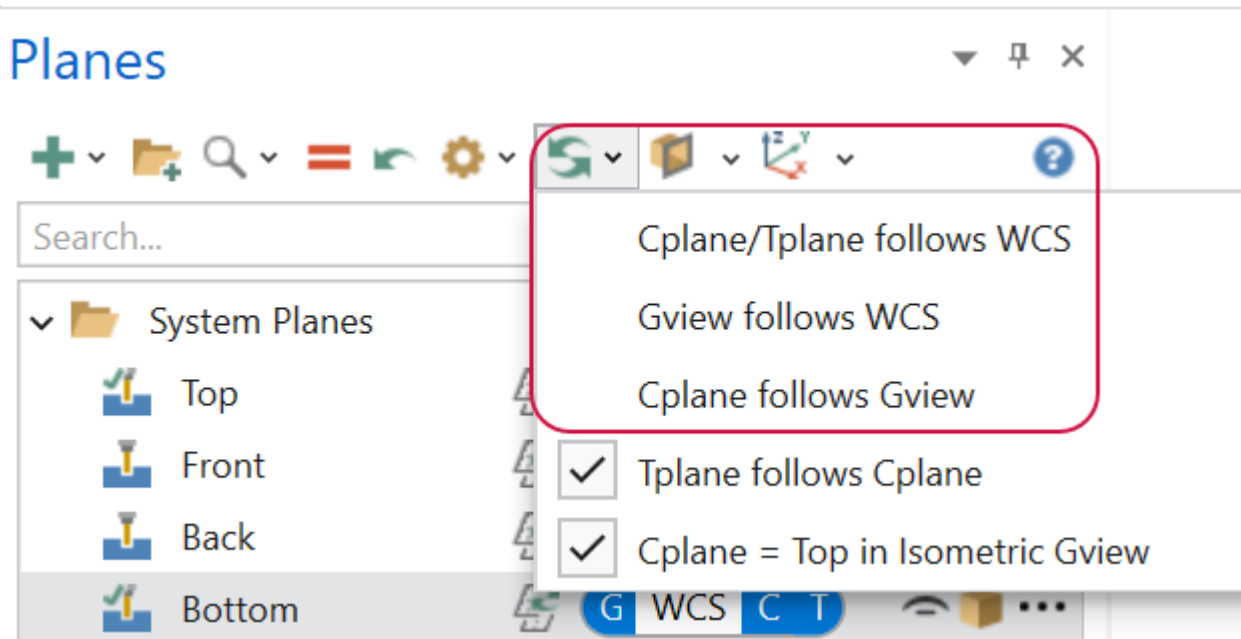 Planes
?
Search...
Cplane/Tplane follows WCS
System Planes
Gview follows WCS
Top
Cplane follows Gview
Front
Tplane follows Cplane
Back
Cplane = Top in Isometric Gview
Bottom G WCS C T